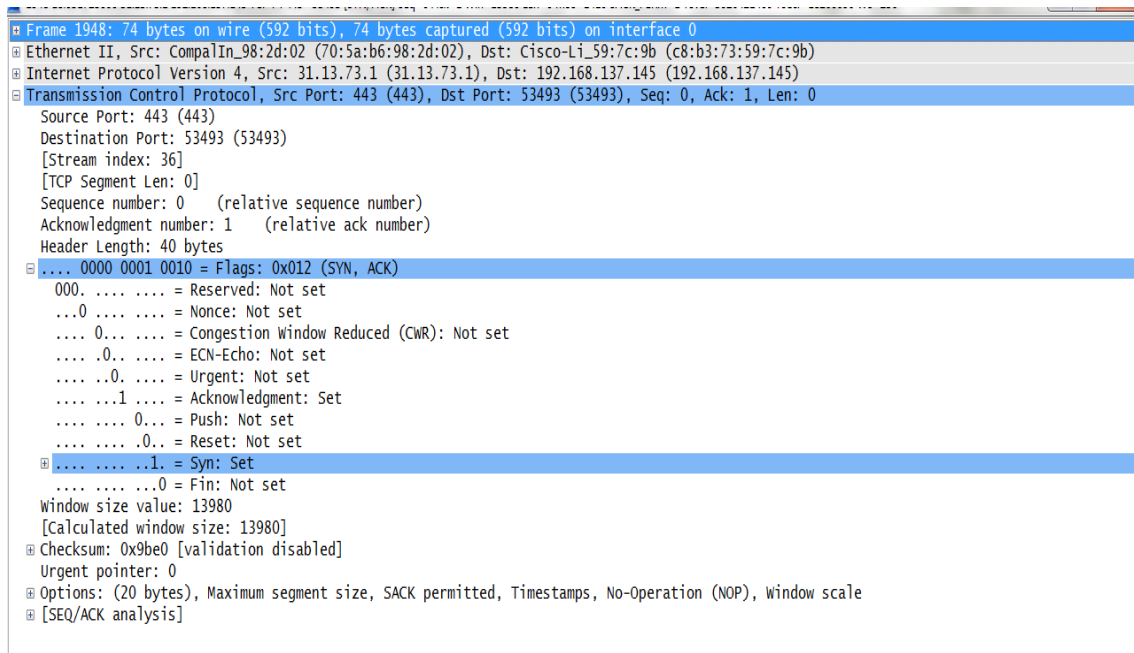 Frame 1948: 74 bytes on wire (592 bits), 74 bytes captured (592 bits) on interface 0
Ethernet II, Src: CompalIn_98:2d:02 (70:5a:b6:98:2d:02), Dst: Cisco-Li_59:7c:9b (c8:b3:73:59:7c:9b)
Internet Protocol Version 4, Src: 31.13.73.1 (31.13.73.1), Dst: 192.168.137.145 (192.168.137.145)
Transmission Control Protocol, Src Port: 443 (443), Dst Port: 53493 (53493), Seq: 0, Ack: 1, Len: 0
Source Port: 443 (443)
Destination Port: 53493 (53493)
[Stream index: 36]
[TCP Segment Len: 0]
Sequence number: 0    (relative sequence number)
Acknowledgment number: 1    (relative ack number)
Header Length: 40 bytes
.... 0000 0001 0010 = Flags: 0x012 (SYN, ACK)
000. .... .... = Reserved: Not set
...0 .... .... = Nonce: Not set
.... 0... .... = Congestion Window Reduced (CWR): Not set
.... .0.. .... = ECN-Echo: Not set
.... ..0. .... = Urgent: Not set
.... ...1 .... = Acknowledgment: Set
.... .... 0... = Push: Not set
.... .... .0.. = Reset: Not set
.... .... ..1. = Syn: Set
.... .... ...0 = Fin: Not set
Window size value: 13980
[Calculated window size: 13980]
Checksum: 0x9be0 [validation disabled]
Urgent pointer: 0
Options: (20 bytes), Maximum segment size, SACK permitted, Timestamps, No-Operation (NOP), Window scale
[SEQ/ACK analysis]